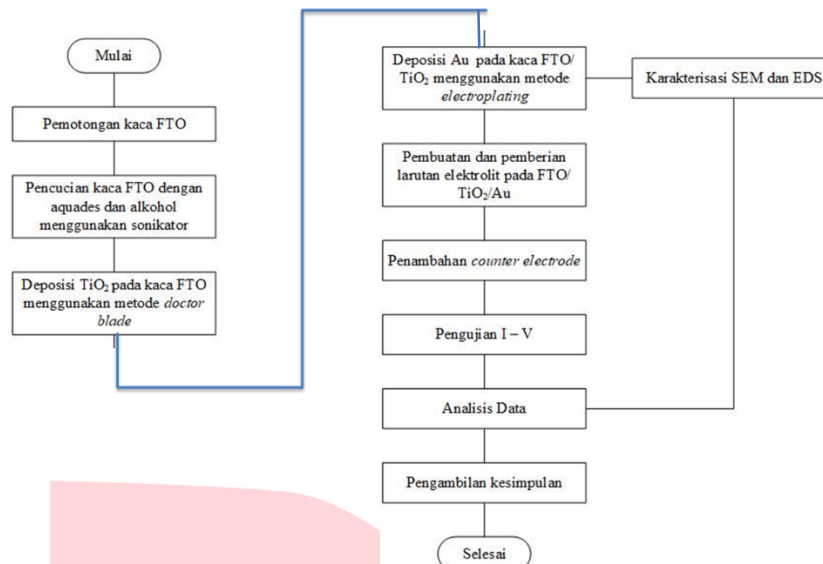 Mulai
Pemotongan kaca FTO
Pencucian kaca FTO dengan
aquades dan alkohol
menggunakan sonikator
Deposisi TiO₂ pada kaca FTO
menggunakan metode doctor
blade
Deposisi Au pada kaca FTO/
TiO₂ menggunakan metode
electroplating
Karakterisasi SEM dan EDS
Pembuatan dan pemberian
larutan elektrolit pada FTO/
TiO₂/Au
Penambahan counter electrode
Pengujian I – V
Analisis Data
Pengambilan kesimpulan
Selesai